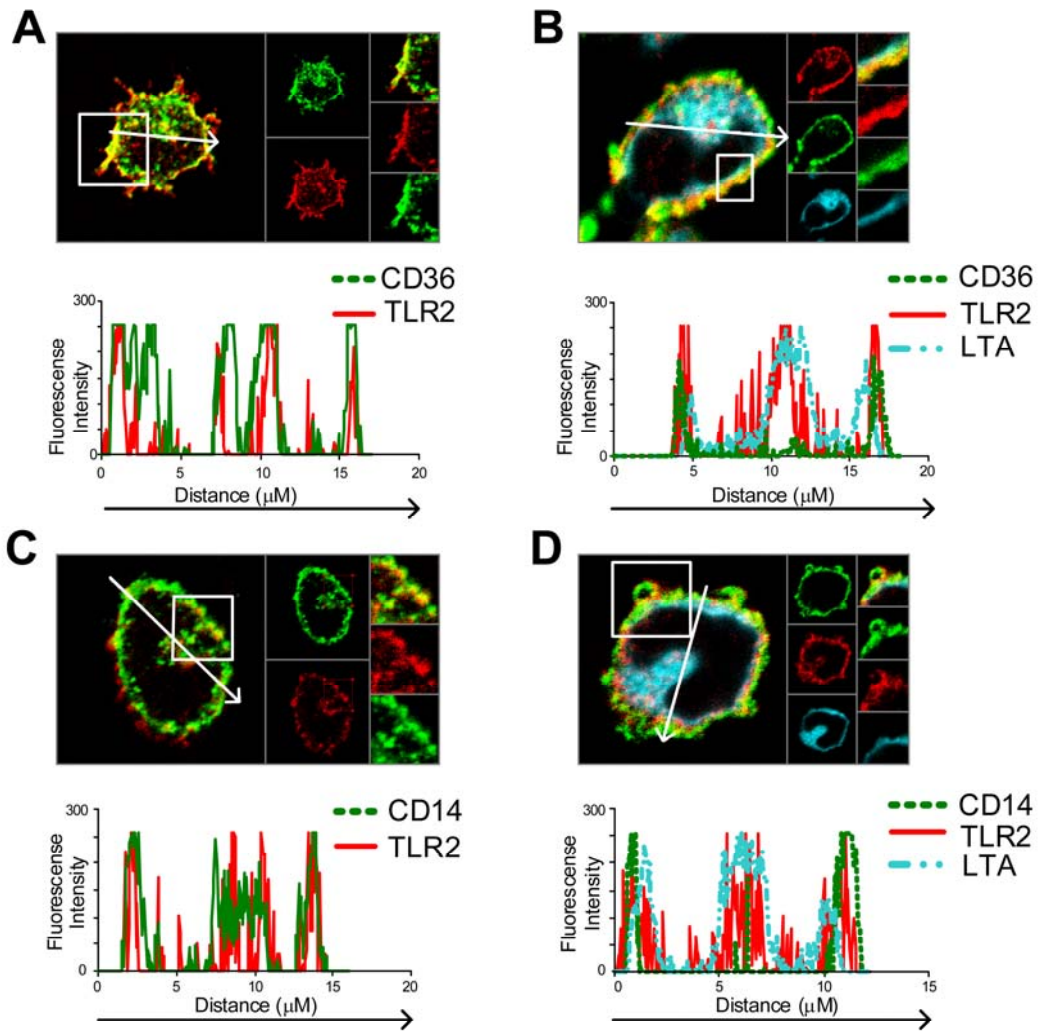 A
CD36
TLR2
300
Fluorescense
Intensity
0
0 5 10 15 20
Distance (μM)
B
CD36
TLR2
LTA
300
Fluorescense
Intensity
0
0 5 10 15 20
Distance (μM)
C
CD14
TLR2
300
Fluorescense
Intensity
0
0 5 10 15 20
Distance (μM)
D
CD14
TLR2
LTA
300
Fluorescense
Intensity
0
0 5 10 15
Distance (μM)